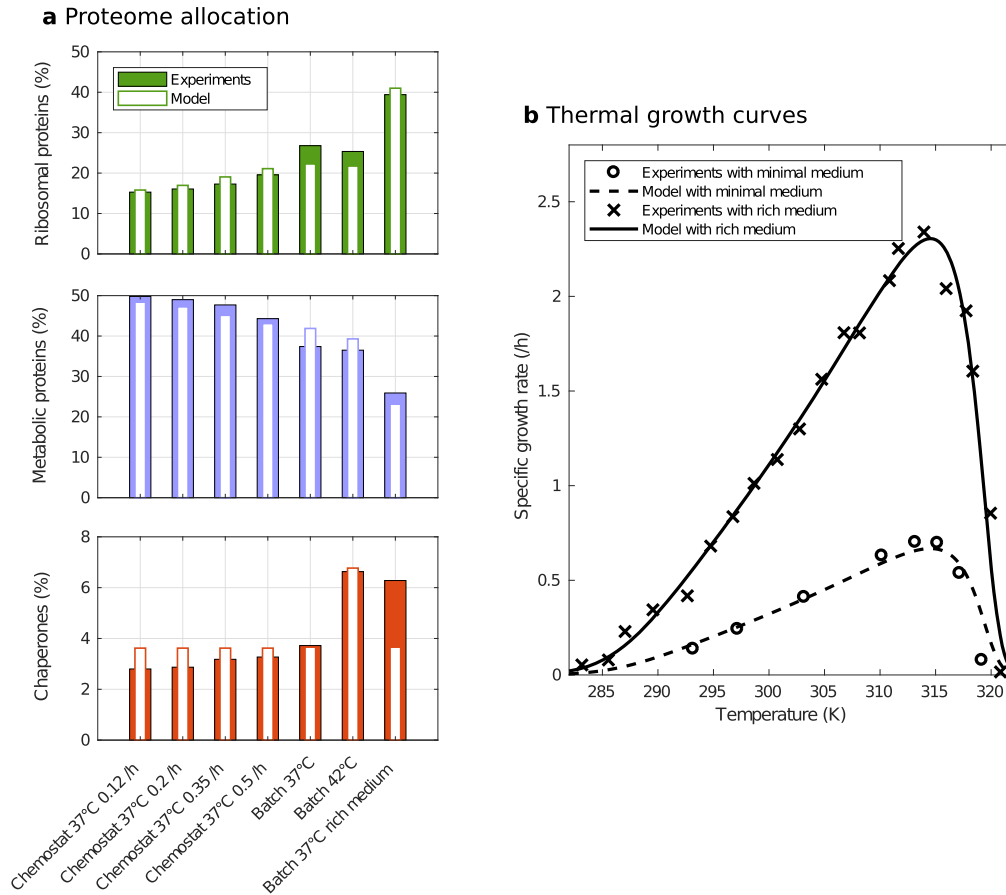 a Proteome allocation
Ribosomal proteins (%)
50
40
30
20
10
0
Experiments
Model
Metabolic proteins (%)
50
40
30
20
10
0
Chaperones (%)
8
6
4
2
0
Chemostat 37°C 0.12 /h
Chemostat 37°C 0.2 /h
Chemostat 37°C 0.35 /h
Chemostat 37°C 0.5 /h
Batch 37°C
Batch 42°C
Batch 37°C rich medium
b Thermal growth curves
Specific growth rate (/h)
2.5
2
1.5
1
0.5
0
Experiments with minimal medium
Model with minimal medium
Experiments with rich medium
Model with rich medium
285 290 295 300 305 310 315 320
Temperature (K)